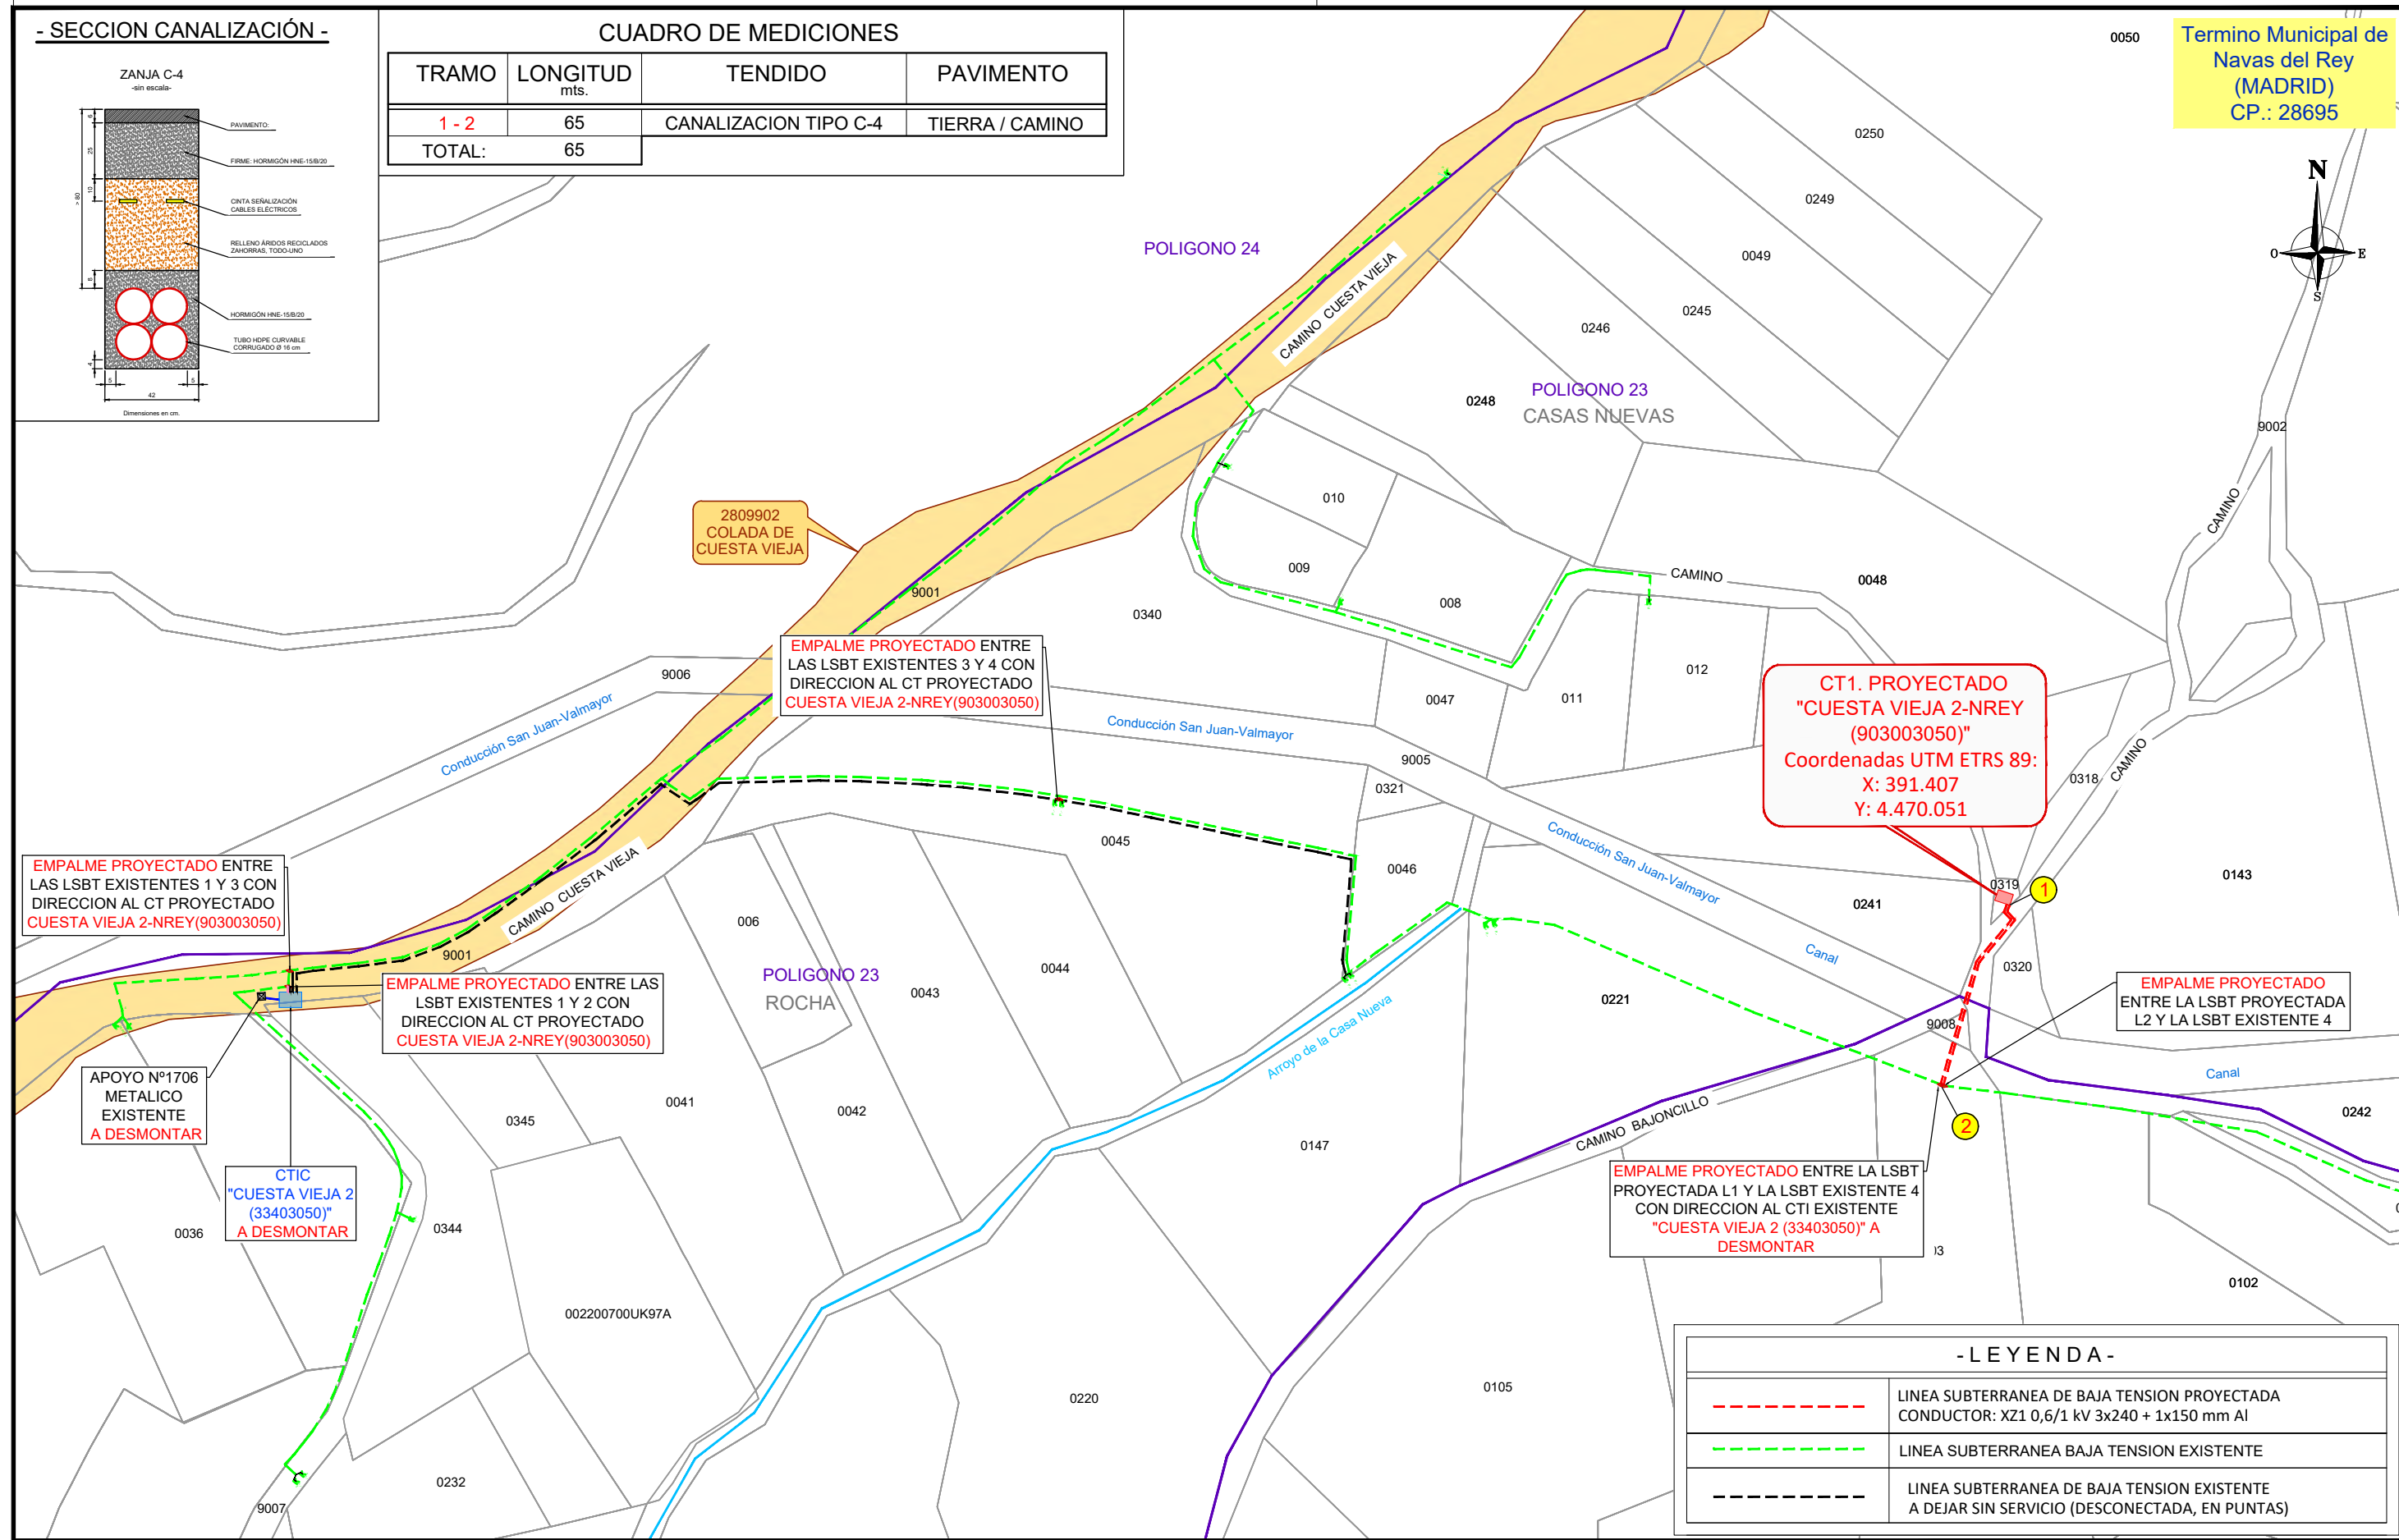 - SECCION CANALIZACIÓN -
ZANJA C-4
-sin escala-
PAVIMENTO:
FIRME: HORMIGÓN HNE-15/B/20
CINTA SEÑALIZACIÓN
CABLES ELÉCTRICOS
RELLENO ÁRIDOS RECICLADOS
ZAHORRAS, TODO-UNO
HORMIGÓN HNE-15/B/20
TUBO HDPE CURVABLE
CORRUGADO Ø 16 cm
6
25
10
> 80
8
4
5
5
42
Dimensiones en cm.
CUADRO DE MEDICIONES
TRAMO LONGITUD mts. TENDIDO PAVIMENTO
1 - 2 65 CANALIZACION TIPO C-4 TIERRA / CAMINO
TOTAL: 65
Termino Municipal de
Navas del Rey
(MADRID)
CP.: 28695
N
O
E
S
0050
0250
0249
0049
0245
0246
0248
POLIGONO 24
CAMINO CUESTA VIEJA
POLIGONO 23
CASAS NUEVAS
9002
CAMINO
010
009
008
CAMINO
0048
2809902
COLADA DE
CUESTA VIEJA
9001
0340
EMPALME PROYECTADO ENTRE
LAS LSBT EXISTENTES 3 Y 4 CON
DIRECCION AL CT PROYECTADO
CUESTA VIEJA 2-NREY(903003050)
9006
Conducción San Juan-Valmayor
Conducción San Juan-Valmayor
0047
011
012
9005
0321
CT1. PROYECTADO
"CUESTA VIEJA 2-NREY
(903003050)"
Coordenadas UTM ETRS 89:
X: 391.407
Y: 4.470.051
0318
CAMINO
0045
0046
Conducción San Juan-Valmayor
0319
1
0143
0241
EMPALME PROYECTADO ENTRE
LAS LSBT EXISTENTES 1 Y 3 CON
DIRECCION AL CT PROYECTADO
CUESTA VIEJA 2-NREY(903003050)
CAMINO CUESTA VIEJA
9001
006
POLIGONO 23
ROCHA
0043
0044
Canal
0320
0221
EMPALME PROYECTADO ENTRE LAS
LSBT EXISTENTES 1 Y 2 CON
DIRECCION AL CT PROYECTADO
CUESTA VIEJA 2-NREY(903003050)
Arroyo de la Casa Nueva
9008
EMPALME PROYECTADO
ENTRE LA LSBT PROYECTADA
L2 Y LA LSBT EXISTENTE 4
Canal
APOYO Nº1706
METALICO
EXISTENTE
A DESMONTAR
0345
0041
0042
0147
CAMINO BAJONCILLO
2
0242
CTIC
"CUESTA VIEJA 2
(33403050)"
A DESMONTAR
0036
0344
EMPALME PROYECTADO ENTRE LA LSBT
PROYECTADA L1 Y LA LSBT EXISTENTE 4
CON DIRECCION AL CTI EXISTENTE
"CUESTA VIEJA 2 (33403050)" A
DESMONTAR
0102
002200700UK97A
0220
0105
0232
9007
- L E Y E N D A -
LINEA SUBTERRANEA DE BAJA TENSION PROYECTADA
CONDUCTOR: XZ1 0,6/1 kV 3x240 + 1x150 mm Al
LINEA SUBTERRANEA BAJA TENSION EXISTENTE
LINEA SUBTERRANEA DE BAJA TENSION EXISTENTE
A DEJAR SIN SERVICIO (DESCONECTADA, EN PUNTAS)